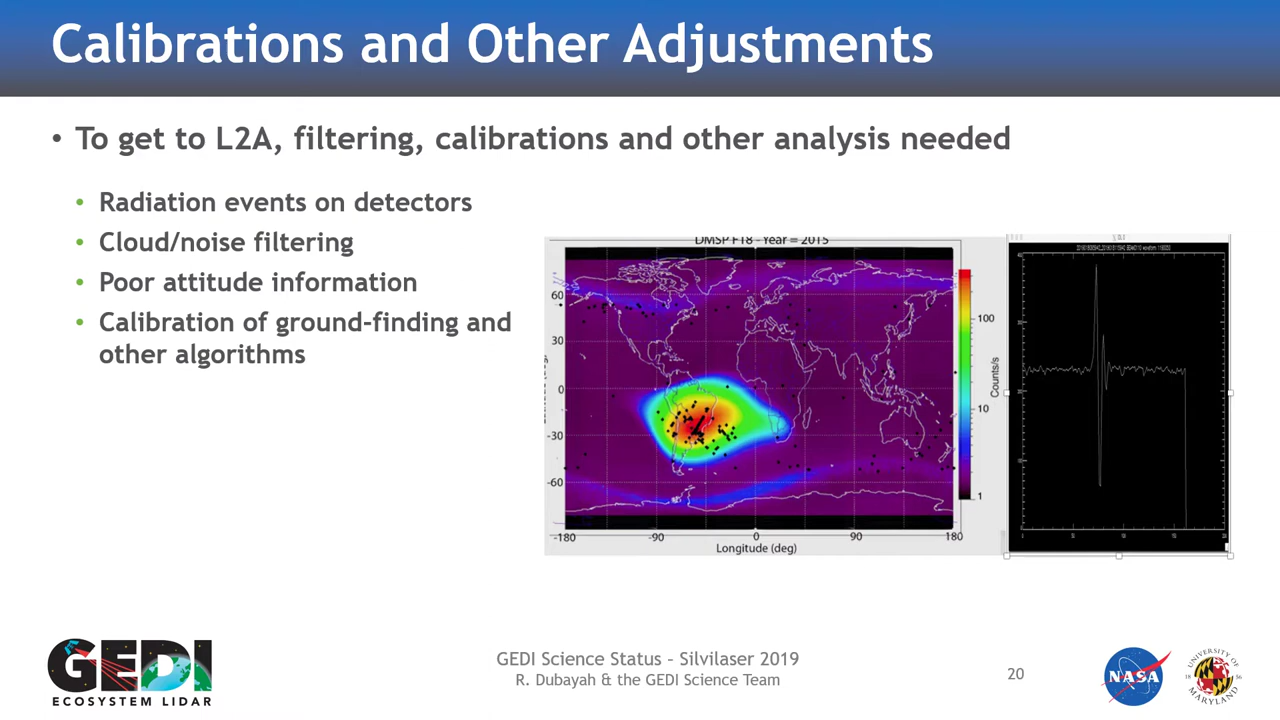 Calibrations and Other Adjustments
• To get to L2A, filtering, calibrations and other analysis needed
• Radiation events on detectors
• Cloud/noise filtering
• Poor attitude information
• Calibration of ground-finding and
other algorithms
DMSP F18 - Year = 2015
60
30
0
-30
-60
-180 -90 0 90 180
Longitude (deg)
100
10
1
Counts/s
GEDI
ECOSYSTEM LIDAR
GEDI Science Status – Silvilaser 2019
R. Dubayah & the GEDI Science Team
20
NASA
UNIVERSITY OF
MARYLAND
18 56